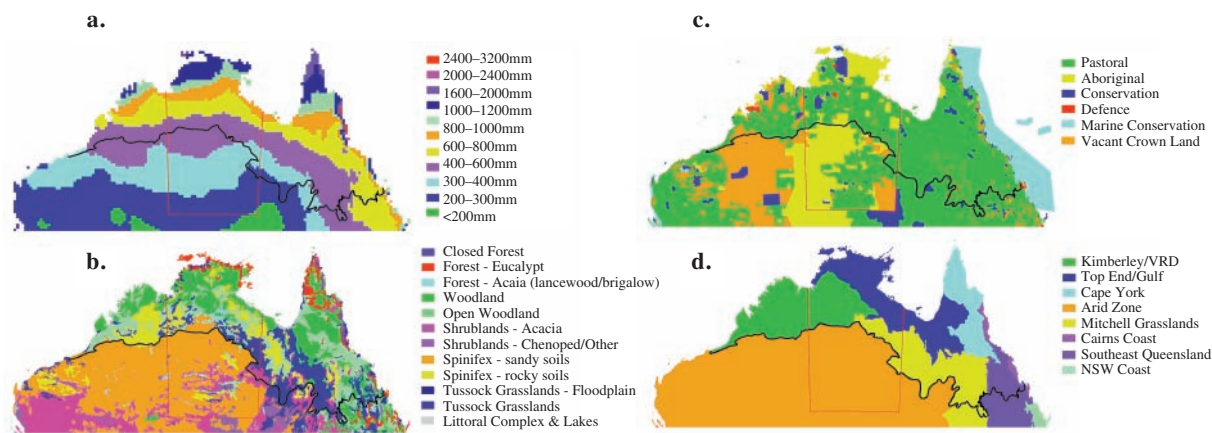 a.
2400–3200mm
2000–2400mm
1600–2000mm
1000–1200mm
800–1000mm
600–800mm
400–600mm
300–400mm
200–300mm
<200mm
b.
Closed Forest
Forest - Eucalypt
Forest - Acaia (lancewood/brigalow)
Woodland
Open Woodland
Shrublands - Acacia
Shrublands - Chenoped/Other
Spinifex - sandy soils
Spinifex - rocky soils
Tussock Grasslands - Floodplain
Tussock Grasslands
Littoral Complex & Lakes
c.
Pastoral
Aboriginal
Conservation
Defence
Marine Conservation
Vacant Crown Land
d.
Kimberley/VRD
Top End/Gulf
Cape York
Arid Zone
Mitchell Grasslands
Cairns Coast
Southeast Queensland
NSW Coast